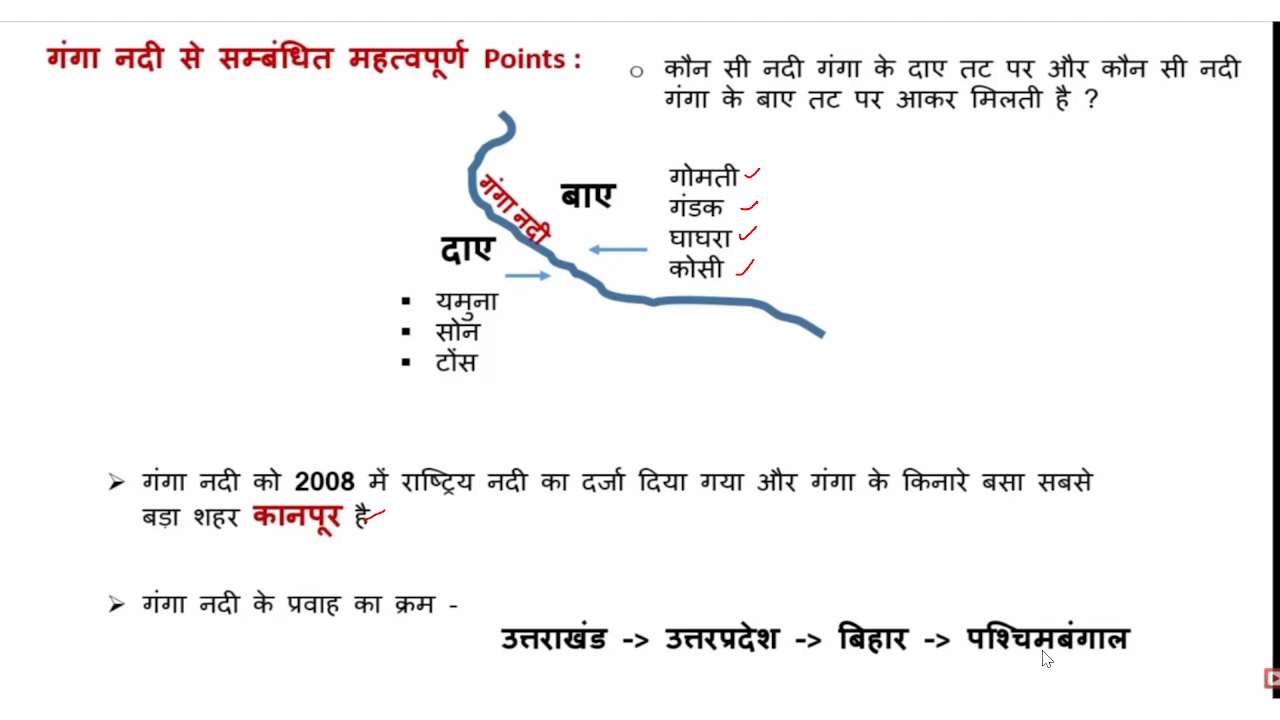 गंगा नदी से सम्बंधित महत्वपूर्ण Points :
कौन सी नदी गंगा के दाए तट पर और कौन सी नदी
गंगा के बाए तट पर आकर मिलती है ?
गंगा नदी
बाए
गोमती
गंडक
घाघरा
कोसी
दाए
यमुना
सोन
टोंस
गंगा नदी को 2008 में राष्ट्रिय नदी का दर्जा दिया गया और गंगा के किनारे बसा सबसे
बड़ा शहर कानपूर है
गंगा नदी के प्रवाह का क्रम -
उत्तराखंड -> उत्तरप्रदेश -> बिहार -> पश्चिमबंगाल